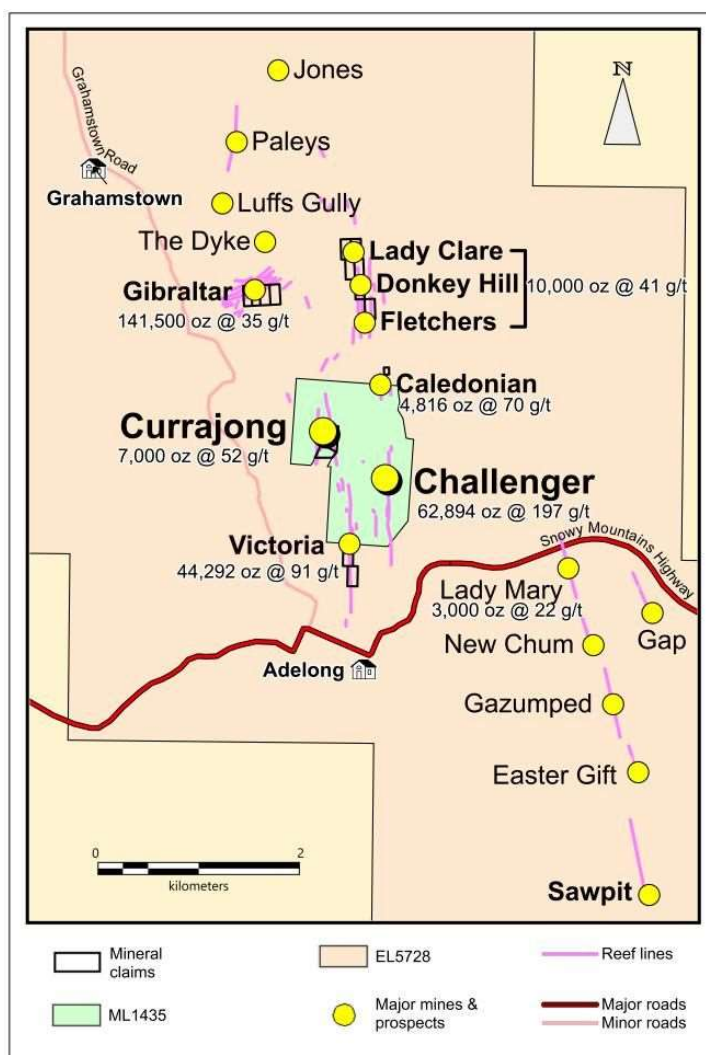 N
Jones
Grahamstown Road
Paleys
Grahamstown
Luffs Gully
The Dyke
Lady Clare
Gibraltar
Donkey Hill
10,000 oz @ 41 g/t
141,500 oz @ 35 g/t
Fletchers
Caledonian
4,816 oz @ 70 g/t
Currajong
7,000 oz @ 52 g/t
Challenger
62,894 oz @ 197 g/t
Snowy Mountains Highway
Victoria
44,292 oz @ 91 g/t
Lady Mary
3,000 oz @ 22 g/t
New Chum
Gap
Adelong
Gazumped
Easter Gift
0 2
kilometers
Sawpit
Mineral
claims
EL5728
Reef lines
ML1435
Major mines &
prospects
Major roads
Minor roads